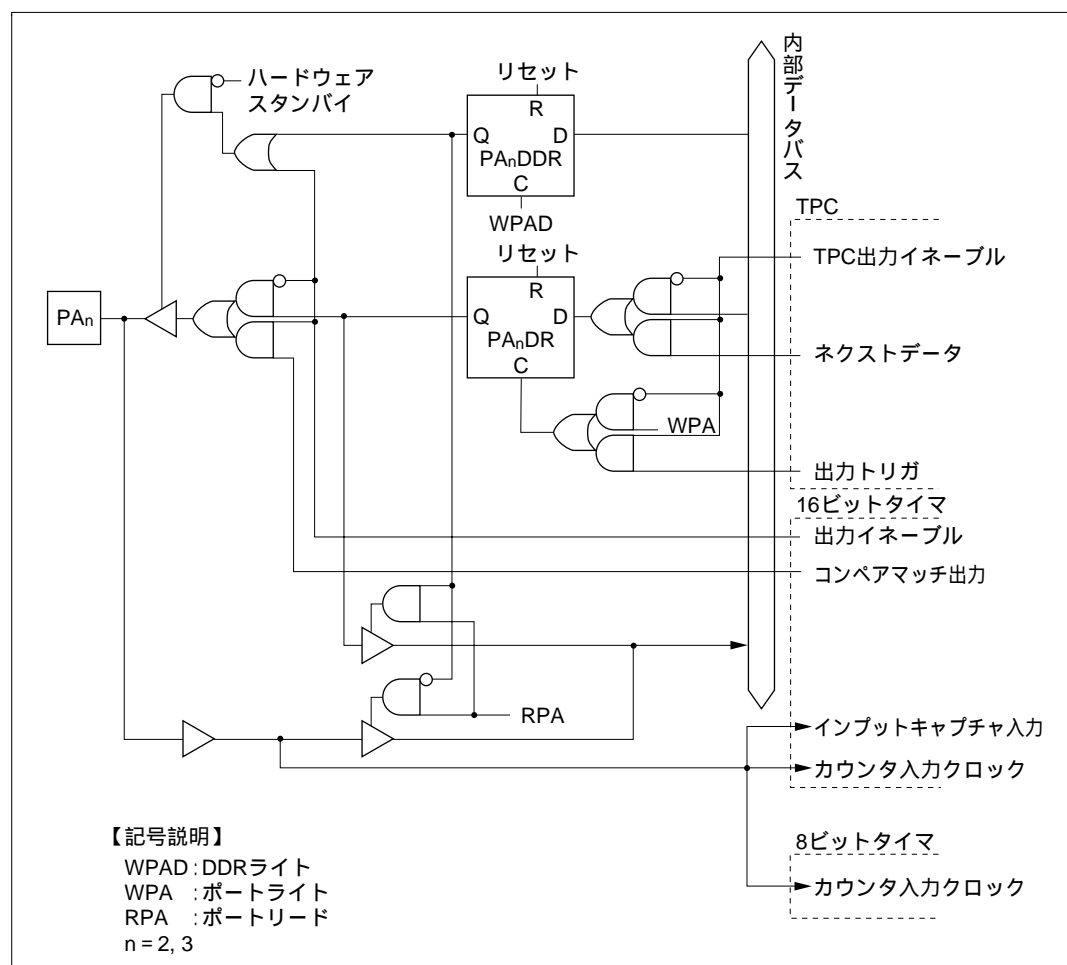 ハードウェア
スタンバイ
リセット
R
Q
D
PAnDDR
C
WPAD
内部データバス
TPC
TPC出力イネーブル
リセット
R
Q
D
PAnDR
C
PAn
ネクストデータ
WPA
出力トリガ
16ビットタイマ
出力イネーブル
コンペアマッチ出力
RPA
インプットキャプチャ入力
カウンタ入力クロック
8ビットタイマ
カウンタ入力クロック
【記号説明】
WPAD:DDRライト
WPA :ポートライト
RPA :ポートリード
n = 2, 3